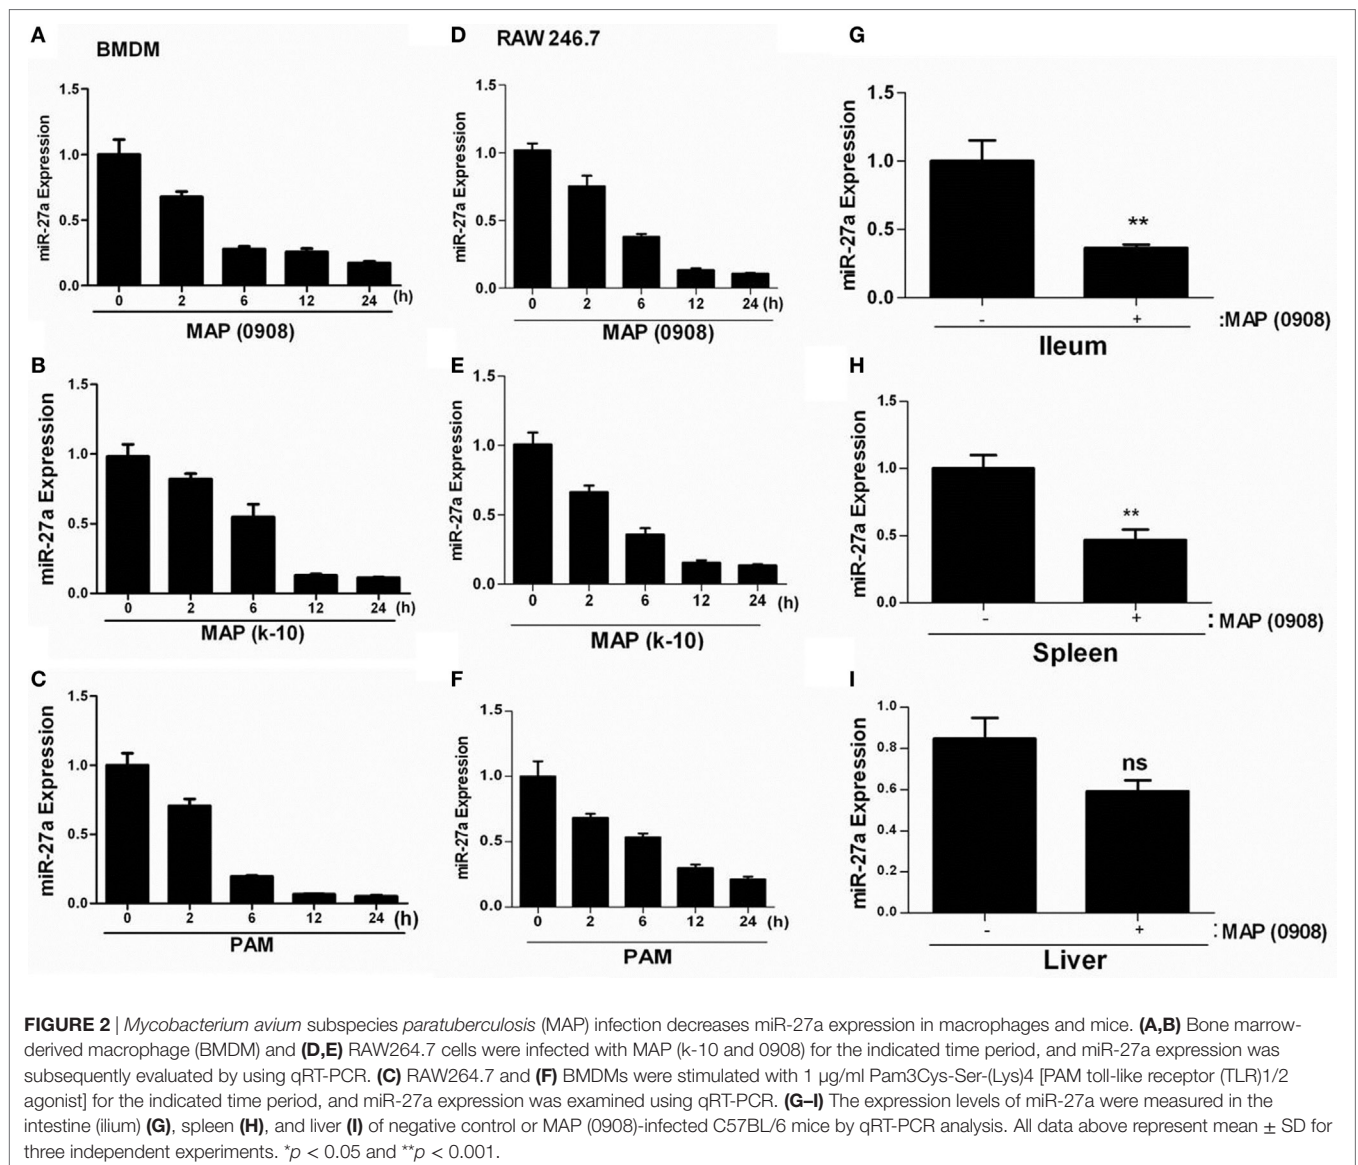 A
BMDM
miR-27a Expression
1.5
1.0
0.5
0.0
0 2 6 12 24 (h)
MAP (0908)
D
RAW 246.7
miR-27a Expression
1.5
1.0
0.5
0.0
0 2 6 12 24 (h)
MAP (0908)
G
miR-27a Expression
1.5
1.0
0.5
0.0
**
- + :MAP (0908)
Ileum
B
miR-27a Expression
1.5
1.0
0.5
0.0
0 2 6 12 24 (h)
MAP (k-10)
E
miR-27a Expression
1.5
1.0
0.5
0.0
0 2 6 12 24 (h)
MAP (k-10)
H
miR-27a Expression
1.5
1.0
0.5
0.0
**
- + : MAP (0908)
Spleen
C
miR-27a Expression
1.5
1.0
0.5
0.0
0 2 6 12 24 (h)
PAM
F
miR-27a Expression
1.5
1.0
0.5
0.0
0 2 6 12 24 (h)
PAM
I
miR-27a Expression
1.0
0.8
0.6
0.4
0.2
0.0
ns
- + : MAP (0908)
Liver
FIGURE 2 | Mycobacterium avium subspecies paratuberculosis (MAP) infection decreases miR-27a expression in macrophages and mice. (A,B) Bone marrow-
derived macrophage (BMDM) and (D,E) RAW264.7 cells were infected with MAP (k-10 and 0908) for the indicated time period, and miR-27a expression was
subsequently evaluated by using qRT-PCR. (C) RAW264.7 and (F) BMDMs were stimulated with 1 µg/ml Pam3Cys-Ser-(Lys)4 [PAM toll-like receptor (TLR)1/2
agonist] for the indicated time period, and miR-27a expression was examined using qRT-PCR. (G–I) The expression levels of miR-27a were measured in the
intestine (ilium) (G), spleen (H), and liver (I) of negative control or MAP (0908)-infected C57BL/6 mice by qRT-PCR analysis. All data above represent mean ± SD for
three independent experiments. *p < 0.05 and **p < 0.001.